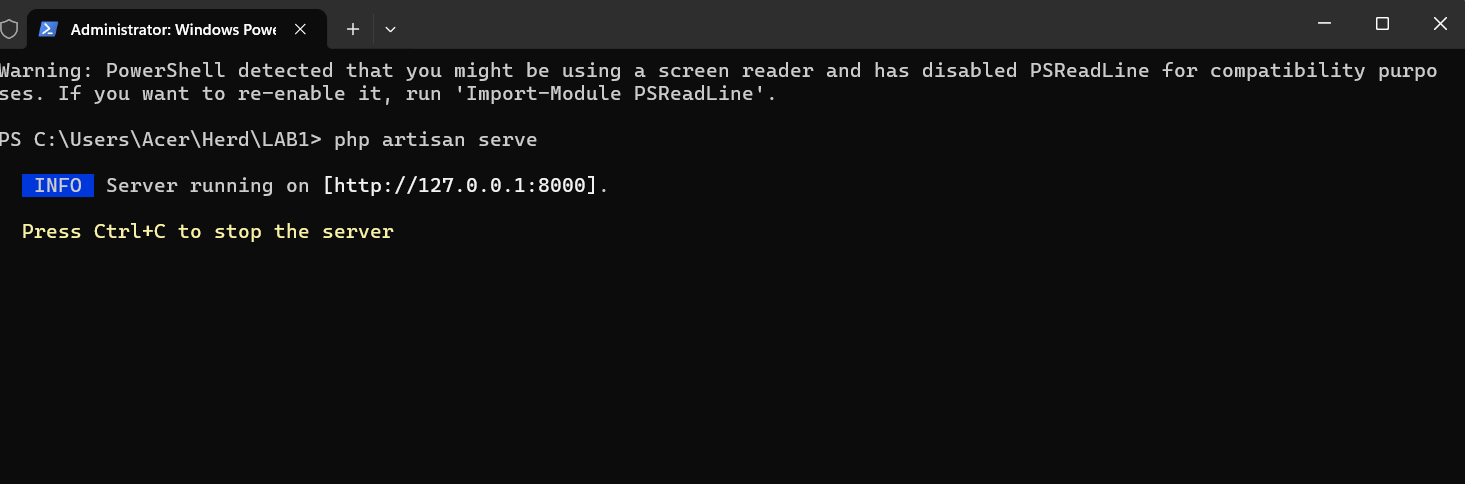 Administrator: Windows Powe
Warning: PowerShell detected that you might be using a screen reader and has disabled PSReadLine for compatibility purpo
ses. If you want to re-enable it, run 'Import-Module PSReadLine'.
PS C:\Users\Acer\Herd\LAB1> php artisan serve
INFO Server running on [http://127.0.0.1:8000].
Press Ctrl+C to stop the server